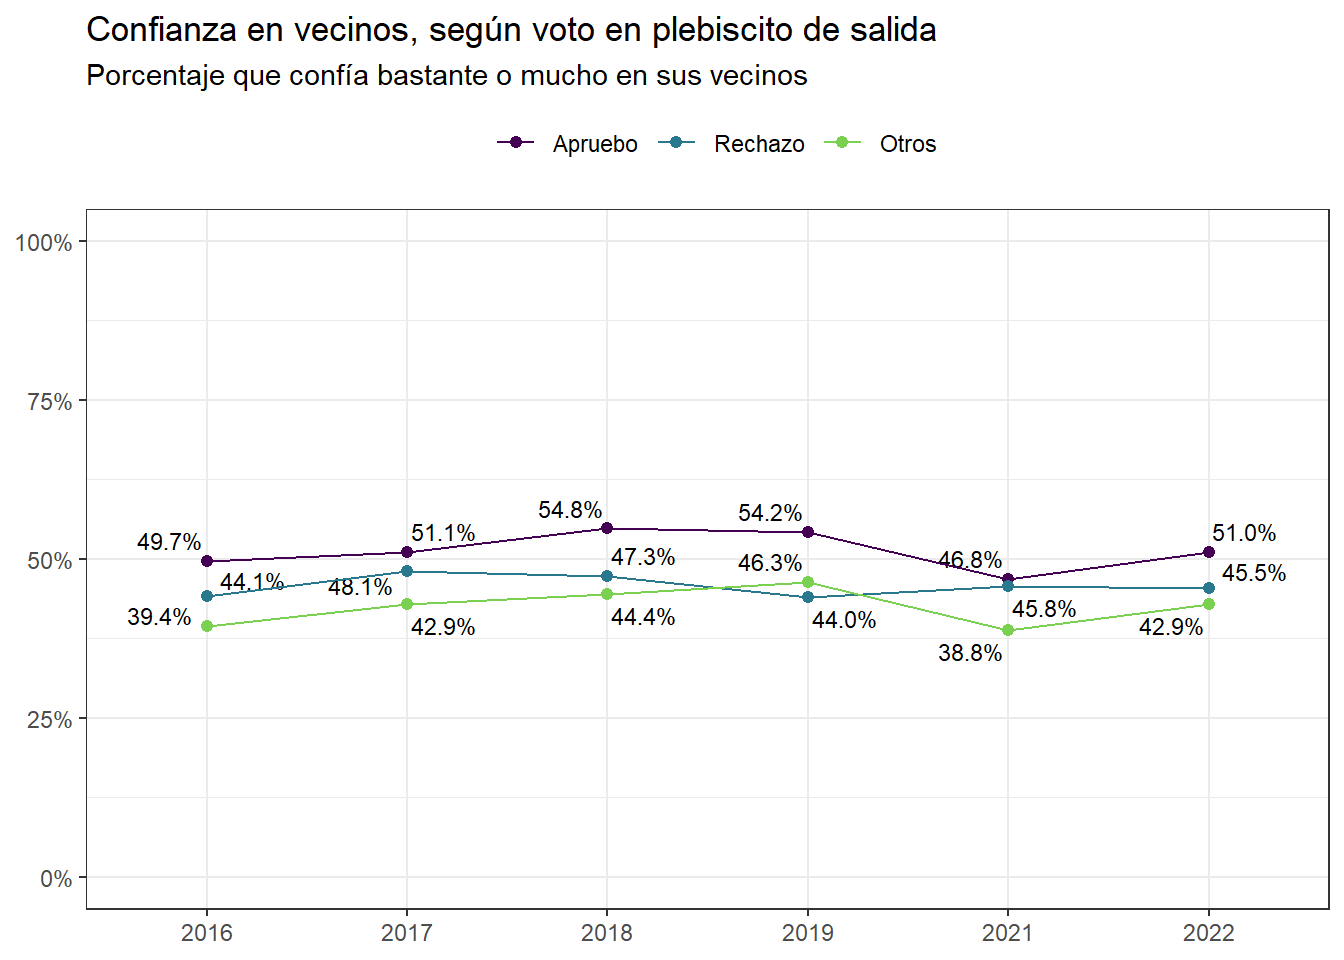 Confianza en vecinos, según voto en plebiscito de salida
Porcentaje que confía bastante o mucho en sus vecinos
Apruebo Rechazo Otros
100%
75%
50%
25%
0%
54.8% 54.2%
49.7% 51.1% 51.0%
47.3% 46.3% 46.8%
44.1% 48.1% 45.5%
39.4% 42.9% 44.4% 44.0% 45.8% 42.9%
38.8%
2016 2017 2018 2019 2021 2022